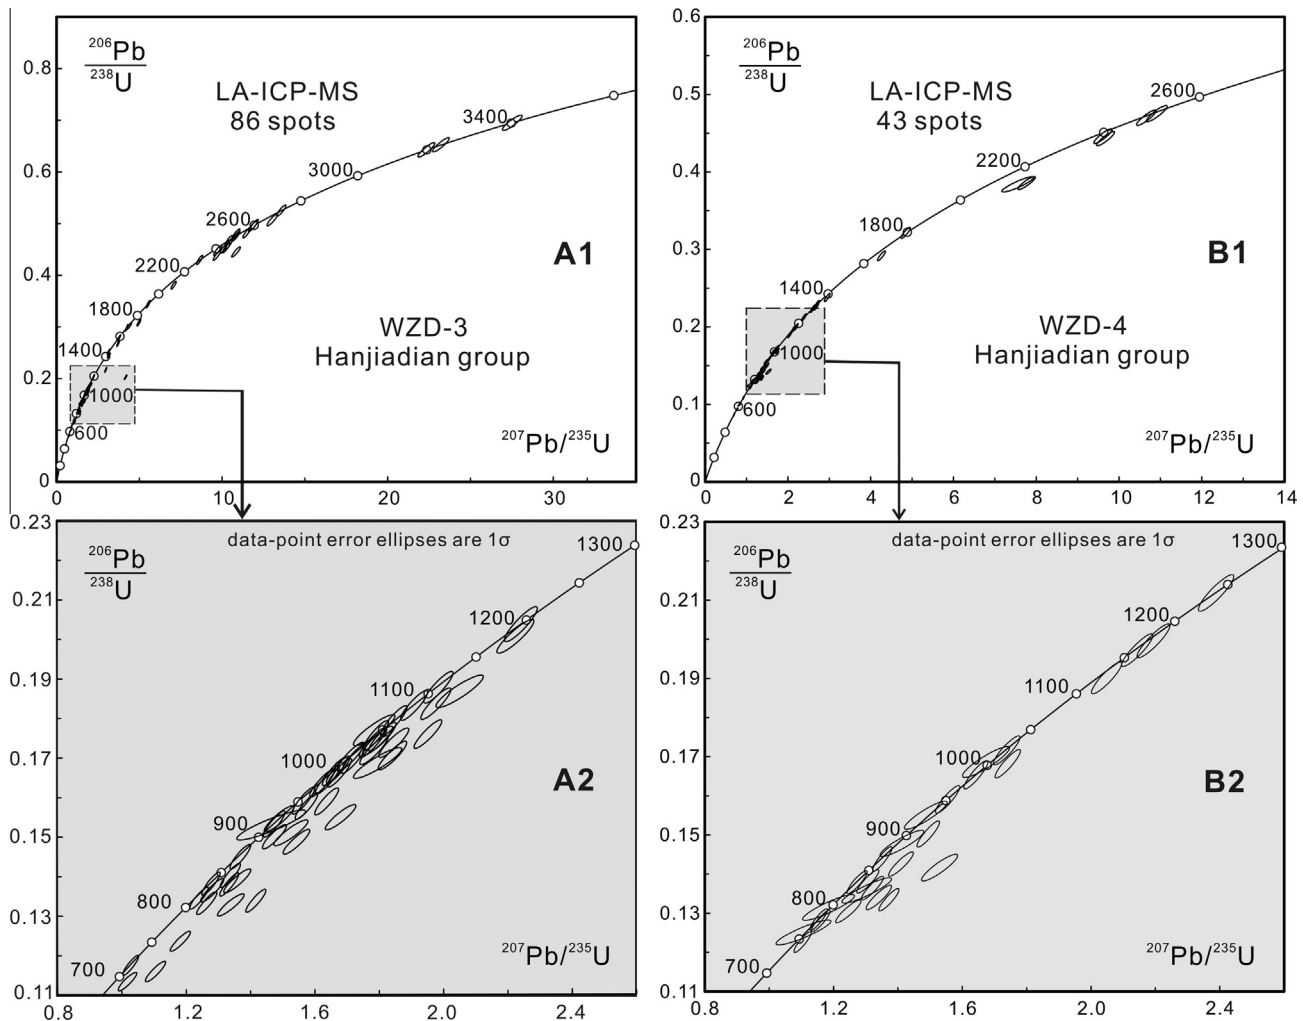 206Pb
238U
LA-ICP-MS
86 spots
0.8
0.6
0.4
0.2
0
3400
3000
2600
2200
1800
1400
1000
600
A1
WZD-3
Hanjiadian group
207Pb/235U
0
10
20
30
206Pb
238U
LA-ICP-MS
43 spots
0.6
0.5
0.4
0.3
0.2
0.1
0
2600
2200
1800
1400
1000
600
B1
WZD-4
Hanjiadian group
207Pb/235U
0
2
4
6
8
10
12
14
data-point error ellipses are 1σ
206Pb
238U
0.23
0.21
0.19
0.17
0.15
0.13
0.11
1300
1200
1100
1000
900
800
700
A2
207Pb/235U
0.8
1.2
1.6
2.0
2.4
data-point error ellipses are 1σ
206Pb
238U
0.23
0.21
0.19
0.17
0.15
0.13
0.11
1300
1200
1100
1000
900
800
700
B2
207Pb/235U
0.8
1.2
1.6
2.0
2.4